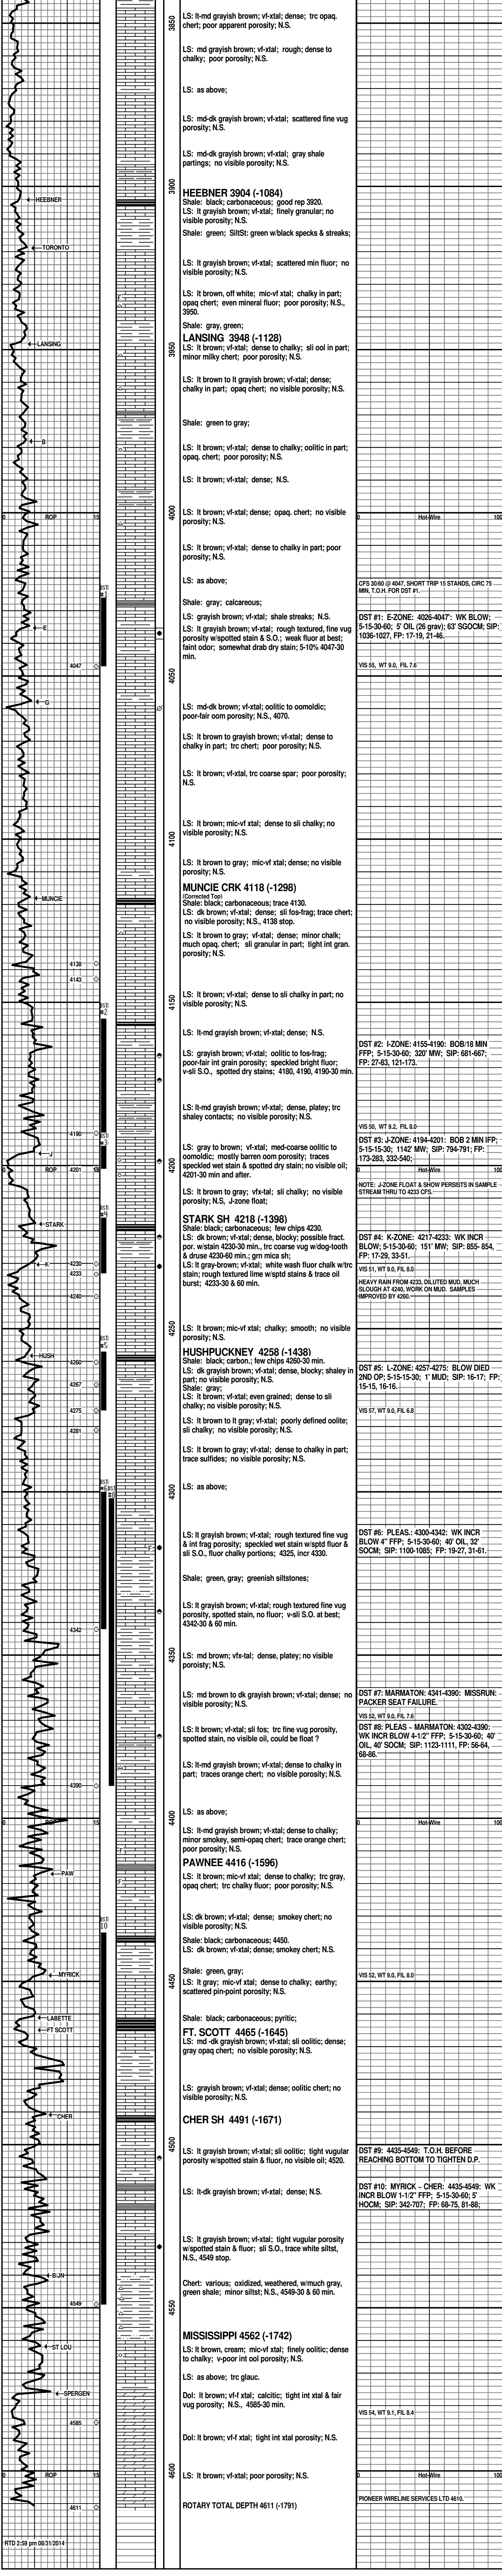 3850
LS: lt-md grayish brown; vf-xtal; dense; trc opaq.
chert; poor apparent porosity; N.S.
LS: md grayish brown; vf-xtal; rough; dense to
chalky; poor porosity; N.S.
LS: as above;
LS: md-dk grayish brown; vf-xtal; scattered fine vug
porosity; N.S.
LS: md-dk grayish brown; vf-xtal; gray shale
partings; no visible porosity; N.S.
3900
HEEBNER
HEEBNER 3904 (-1084)
Shale: black; carbonaceous; good rep 3920.
LS: lt grayish brown; vf-xtal; finely granular; no
visible porosity; N.S.
Shale: green; SiltSt: green w/black specks & streaks;
TORONTO
LS: lt grayish brown; vf-xtal; scattered min fluor; no
visible porosity; N.S.
LS: lt brown, off white; mic-vf xtal; chalky in part;
opaq chert; even mineral fluor; poor porosity; N.S.,
3950.
Shale: gray, green;
LANSING
3950
LANSING 3948 (-1128)
LS: lt brown; vf-xtal; dense to chalky; sli ool in part;
minor milky chert; poor porosity; N.S.
LS: lt brown to lt grayish brown; vf-xtal; dense;
chalky in part; opaq chert; no visible porosity; N.S.
Shale: green to gray;
B
LS: lt brown; vf-xtal; dense to chalky; oolitic in part;
opaq. chert; poor porosity; N.S.
LS: lt brown; vf-xtal; dense; N.S.
0 ROP 15
4000
0 Hot-Wire 100
LS: lt brown; vf-xtal; dense; opaq. chert; no visible
porosity; N.S.
LS: lt brown; vf-xtal; dense to chalky in part; poor
porosity; N.S.
LS: as above;
CFS 30/60 @ 4047, SHORT TRIP 15 STANDS, CIRC 75
MIN, T.O.H. FOR DST #1.
DST
#1
Shale: gray; calcareous;
LS: grayish brown; vf-xtal; shale streaks; N.S.
E
LS: lt grayish brown; vf-xtal; rough textured, fine vug
porosity w/spotted stain & S.O.; weak fluor at best;
faint odor; somewhat drab dry stain; 5-10% 4047-30
min.
DST #1: E-ZONE: 4026-4047': WK BLOW;
5-15-30-60; 5' OIL (26 grav); 63' SGOCM; SIP:
1036-1027, FP: 17-19, 21-46.
4047
VIS 55, WT 9.0, FIL 7.6
4050
G
LS: md-dk brown; vf-xtal; oolitic to oomoldic;
poor-fair oom porosity; N.S., 4070.
LS: lt brown to grayish brown; vf-xtal; dense to
chalky in part; trc chert; poor porosity; N.S.
LS: lt brown; vf-xtal, trc coarse spar; poor porosity;
N.S.
4100
LS: lt brown; mic-vf xtal; dense to sli chalky; no
visible porosity; N.S.
LS: lt brown to gray; mic-vf xtal; dense; no visible
porosity; N.S.
MUNCIE
MUNCIE CRK 4118 (-1298)
(Corrected Top)
Shale: black; carbonaceous; trace 4130.
LS: dk brown; vf-xtal; dense; sli fos-frag; trace chert;
no visible porosity; N.S., 4138 stop.
LS: lt brown to gray; vf-xtal; dense; minor chalk;
much opaq. chert; sli granular in part; tight int gran.
porosity; N.S.
4138
4143
4150
LS: lt brown; vf-xtal; dense to sli chalky in part; no
visible porosity; N.S.
DST
#2
LS: lt-md grayish brown; vf-xtal; dense; N.S.
LS: grayish brown; vf-xtal; oolitic to fos-frag;
poor-fair int grain porosity; speckled bright fluor;
v-sli S.O., spotted dry stains; 4180, 4190, 4190-30 min.
DST #2: I-ZONE: 4155-4190: BOB/18 MIN
FFP; 5-15-30-60; 320' MW; SIP: 681-667;
FP: 27-83, 121-173.
LS: lt-md grayish brown; vf-xtal; dense, platey; trc
shaley contacts; no visible porosity; N.S.
4190
VIS 50, WT 9.2, FIL 8.0
DST
#3
J
4200
4201
LS: gray to brown; vf-xtal; med-coarse oolitic to
oomoldic; mostly barren oom porosity; traces
speckled wet stain & spotted dry stain; no visible oil;
4201-30 min and after.
DST #3: J-ZONE: 4194-4201: BOB 2 MIN IFP;
5-15-15-30; 1142' MW; SIP: 794-791; FP:
173-283, 332-540;
LS: lt brown to gray; vfx-tal; sli chalky; no visible
porosity; N.S, J-zone float;
NOTE: J-ZONE FLOAT & SHOW PERSISTS IN SAMPLE
STREAM THRU TO 4233 CFS.
DST
#4
STARK
STARK SH 4218 (-1398)
Shale: black; carbonaceous; few chips 4230.
LS: dk brown; vf-xtal; dense, blocky; possible fract.
por. w/stain 4230-30 min., trc coarse vug w/dog-tooth
& druse 4230-60 min.; grn mica sh;
DST #4: K-ZONE: 4217-4233: WK INCR
BLOW; 5-15-30-60; 151' MW; SIP: 855- 854,
FP: 17-29, 33-51.
K
4230
4233
LS: lt gray-brown; vf-xtal; white wash fluor chalk w/trc
stain; rough textured lime w/sptd stains & trace oil
burst; 4233-30 & 60 min.
VIS 51, WT 9.0, FIL 8.0
HEAVY RAIN FROM 4233, DILUTED MUD, MUCH
SLOUGH AT 4240, WORK ON MUD. SAMPLES
IMPROVED BY 4260.
4240
4250
LS: lt brown; mic-vf xtal; chalky; smooth; no visible
porosity; N.S.
DST
#5
HUSH
4260
HUSHPUCKNEY 4258 (-1438)
Shale: black; carbon.; few chips 4260-30 min.
LS: dk grayish brown; vf-xtal; dense, blocky; shaley in
part; no visible porosity; N.S.
Shale: gray;
LS: lt brown; vf-xtal; even grained; dense to sli
chalky; no visible porosity; N.S.
DST #5: L-ZONE: 4257-4275: BLOW DIED
2ND OP; 5-15-15-30; 1' MUD; SIP: 16-17; FP:
15-15, 16-16.
4267
4275
VIS 57, WT 9.0, FIL 6.8
4281
LS: lt brown to lt gray; vf-xtal; poorly defined oolite;
sli chalky; no visible porosity; N.S.
LS: lt brown to gray; vf-xtal; dense to chalky in part;
trace sulfides; no visible porosity; N.S.
4300
LS: as above;
LS: lt grayish brown; vf-xtal; rough textured fine vug
& int frag porosity; speckled wet stain w/sptd fluor &
sli S.O., fluor chalky portions; 4325, incr 4330.
DST #6: PLEAS.: 4300-4342: WK INCR
BLOW 4" FFP; 5-15-30-60; 40' OIL, 32'
SOCM; SIP: 1100-1085; FP: 19-27, 31-61.
Shale; green, gray; greenish siltstones;
LS: lt grayish brown; vf-xtal; rough textured fine vug
porosity, spotted stain, no fluor; v-sli S.O. at best;
4342-30 & 60 min.
4342
4350
LS: md brown; vfx-tal; dense, platey; no visible
porosity; N.S.
LS: md brown to dk grayish brown; vf-xtal; dense; no
visible porosity; N.S.
DST #7: MARMATON: 4341-4390: MISSRUN:
PACKER SEAT FAILURE.
VIS 52, WT 9.0, FIL 7.6
LS: lt brown; vf-xtal; sli fos; trc fine vug porosity,
spotted stain, no visible oil, could be float ?
DST #8: PLEAS – MARMATON: 4302-4390:
WK INCR BLOW 4-1/2" FFP; 5-15-30-60; 40'
OIL, 40' SOCM; SIP: 1123-1111, FP: 56-64,
68-86.
LS: lt-md grayish brown; vf-xtal; dense to chalky in
part; traces orange chert; no visible porosity; N.S.
4390
4400
LS: as above;
0 ROP 15
0 Hot-Wire 100
LS: lt-md grayish brown; vf-xtal; dense to chalky;
minor smokey, semi-opaq chert; trace orange chert;
poor porosity; N.S.
PAW
PAWNEE 4416 (-1596)
LS: lt brown; mic-vf xtal; dense to chalky; trc gray,
opaq chert; trc chalky fluor; poor porosity; N.S.
DST
10
LS: dk brown; vf-xtal; dense; smokey chert; no
visible porosity; N.S.
Shale: black; carbonaceous; 4450.
LS: dk brown; vf-xtal; dense; smokey chert; N.S.
MYRICK
4450
Shale: green, gray;
LS: lt gray; mic-vf xtal; dense to chalky; earthy;
scattered pin-point porosity; N.S.
VIS 52, WT 9.0, FIL 8.0
LABETTE
Shale: black; carbonaceous; pyritic;
FT SCOTT
FT. SCOTT 4465 (-1645)
LS: md -dk grayish brown; vf-xtal; sli oolitic; dense;
gray opaq chert; no visible porosity; N.S.
LS: grayish brown; vf-xtal; dense; oolitic chert; no
visible porosity; N.S.
CHER
CHER SH 4491 (-1671)
4500
LS: lt grayish brown; vf-xtal; sli oolitic; tight vugular
porosity w/spotted stain & fluor, no visible oil; 4520.
DST #9: 4435-4549: T.O.H. BEFORE
REACHING BOTTOM TO TIGHTEN D.P.
LS: lt-dk grayish brown; vf-xtal; dense; N.S.
DST #10: MYRICK – CHER: 4435-4549: WK
INCR BLOW 1-1/2" FFP; 5-15-30-60; 5'
HOCM; SIP: 342-707; FP: 68-75, 81-88;
LS: lt grayish brown; vf-xtal; tight vugular porosity
w/spotted stain & fluor; sli S.O., trace white siltst,
N.S., 4549 stop.
BJN
Chert: various; oxidized, weathered, w/much gray,
green shale; minor siltst; N.S., 4549-30 & 60 min.
4549
4550
MISSISSIPPI 4562 (-1742)
ST LOU
LS: lt brown, cream; mic-vf xtal; finely oolitic; dense
to chalky; v-poor int ool porosity; N.S.
LS: as above; trc glauc.
SPERGEN
Dol: lt brown; vf-f xtal; calcitic; tight int xtal & fair
vug porosity; N.S., 4585-30 min.
4585
VIS 54, WT 9.1, FIL 8.4
Dol: lt brown; vf-f xtal; tight int xtal porosity; N.S.
4600
0 ROP 15
LS: lt brown; vf-xtal; poor porosity; N.S.
0 Hot-Wire 100
4611
ROTARY TOTAL DEPTH 4611 (-1791)
PIONEER WIRELINE SERVICES LTD 4610.
RTD 2:59 pm 08/31/2014